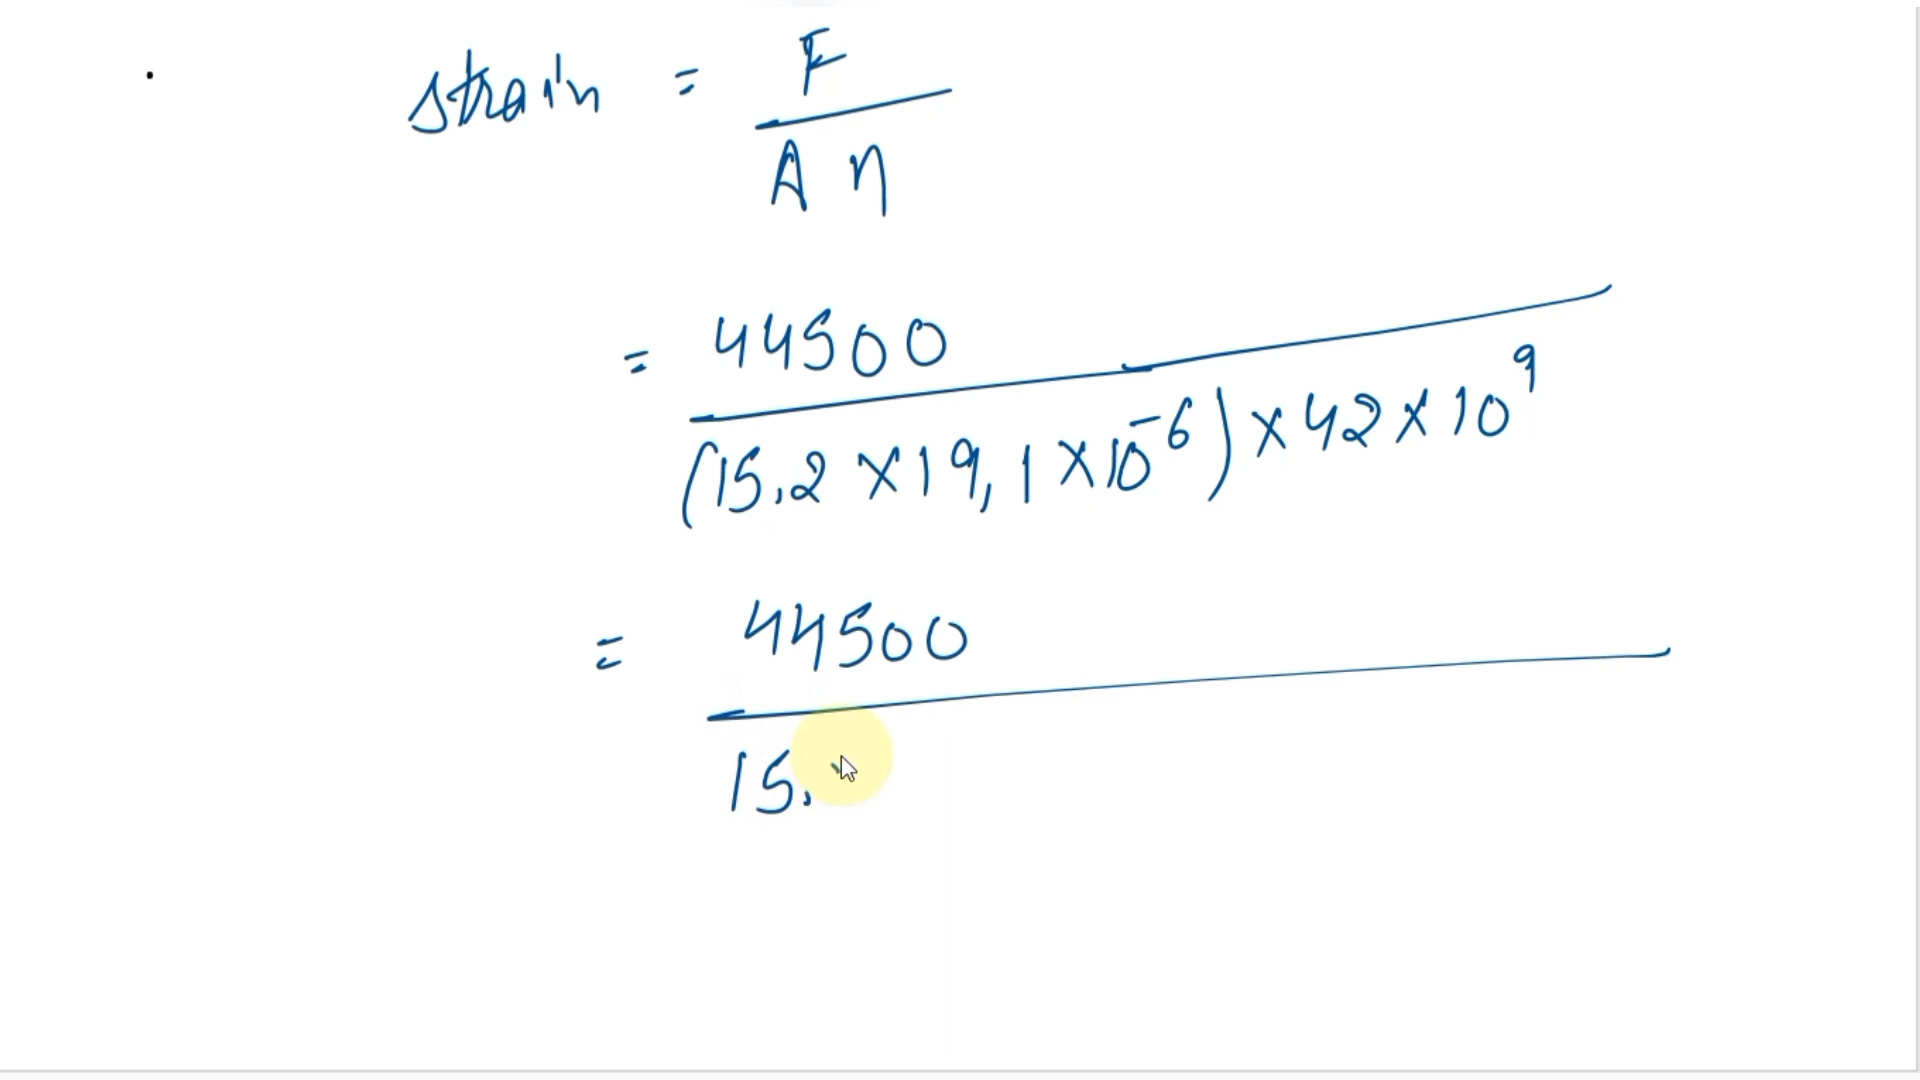 strain = F
A η
= 44500
(15.2 × 19,1 × 10⁻⁶) × 42 × 10⁹
= 44500
15.